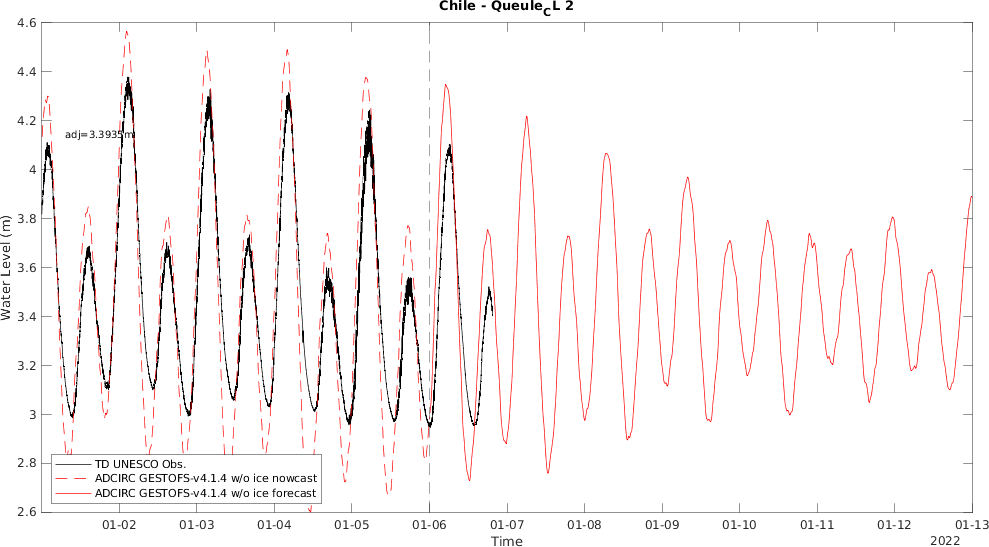 Chile - QueuleCL 2
4.6
4.4
4.2
4
3.8
3.6
3.4
3.2
3
2.8
2.6
Water Level (m)
adj=3.3935m
TD UNESCO Obs.
ADCIRC GESTOFS-v4.1.4 w/o ice nowcast
ADCIRC GESTOFS-v4.1.4 w/o ice forecast
01-02 01-03 01-04 01-05 01-06 01-07 01-08 01-09 01-10 01-11 01-12 01-13
Time
2022